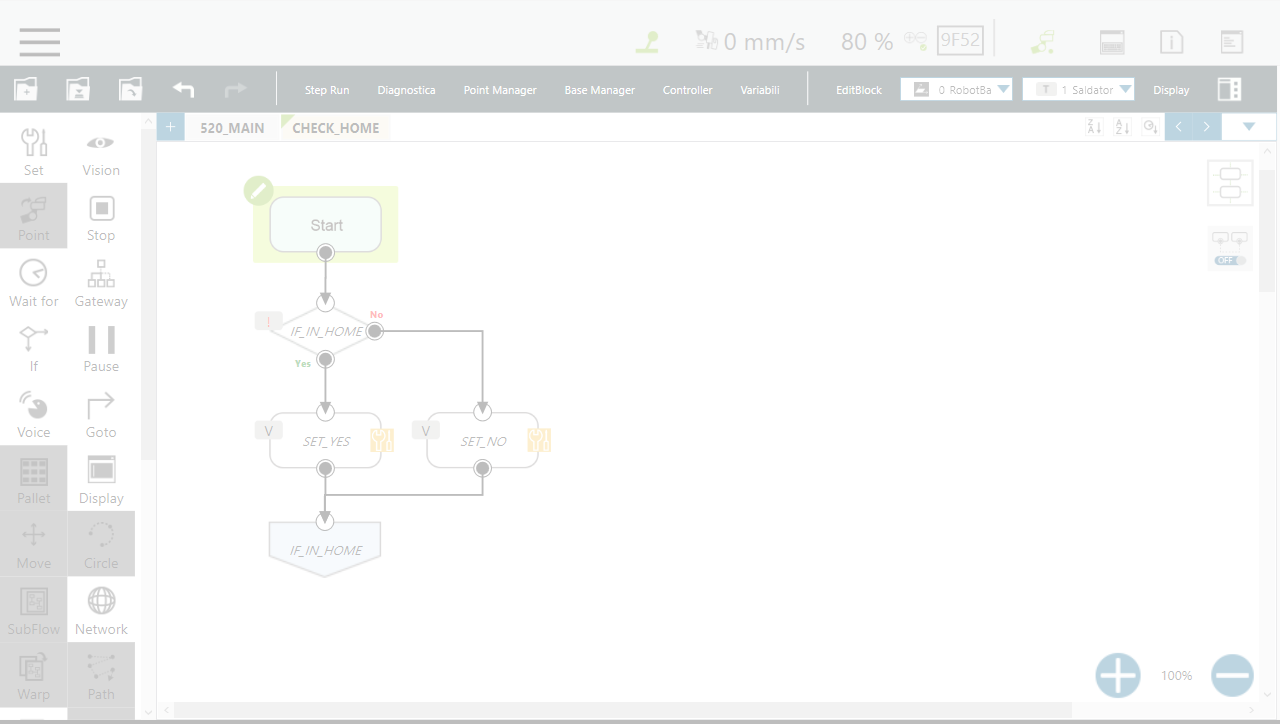 0 mm/s 80 % 9F52
Step Run Diagnostica Point Manager Base Manager Controller Variabili EditBlock 0 RobotBa T 1 Saldator Display
520_MAIN CHECK_HOME
Set Vision
Point Stop
Wait for Gateway
If Pause
Voice Goto
Pallet Display
Move Circle
SubFlow Network
Warp Path
Start
! IF_IN_HOME No
Yes
V SET_YES V SET_NO
IF_IN_HOME
OFF
100%